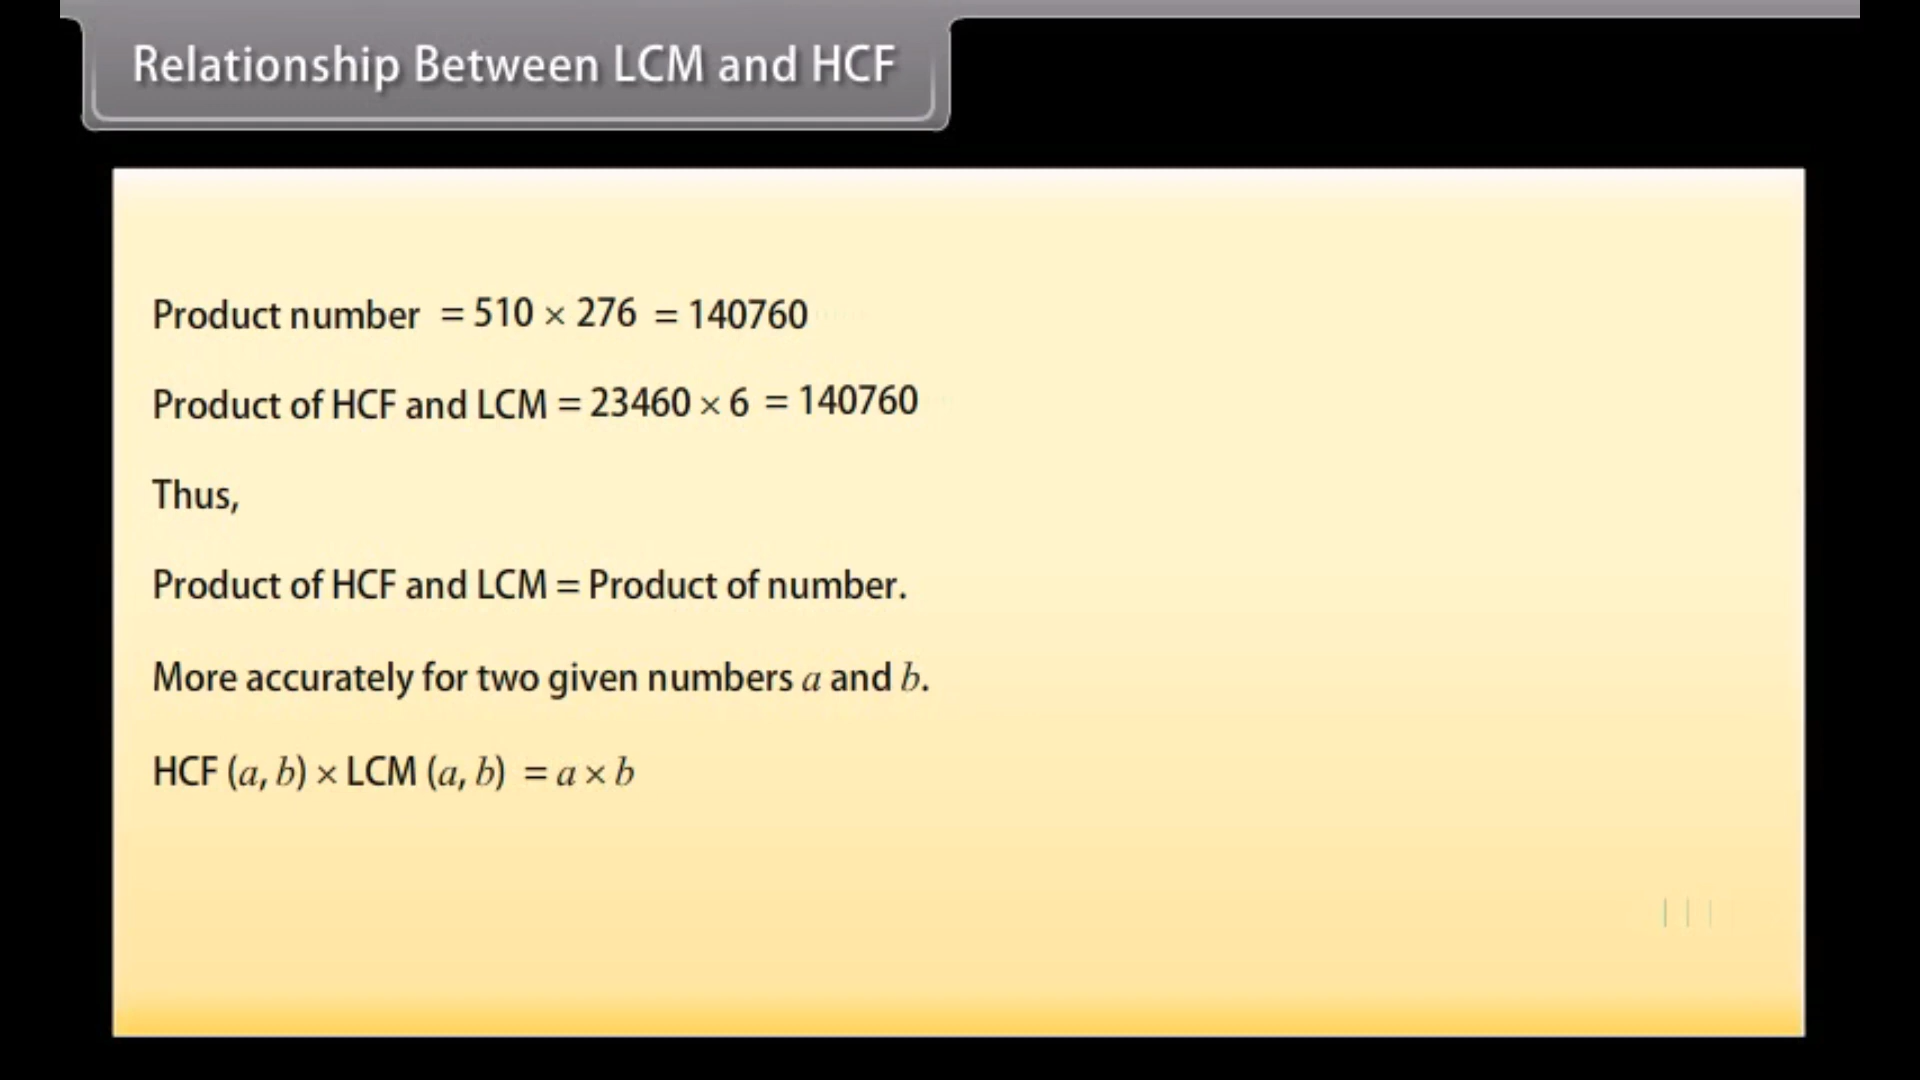 Relationship Between LCM and HCF
Product number = 510 × 276 = 140760
Product of HCF and LCM = 23460 × 6 = 140760
Thus,
Product of HCF and LCM = Product of number.
More accurately for two given numbers a and b.
HCF (a, b) × LCM (a, b) = a × b